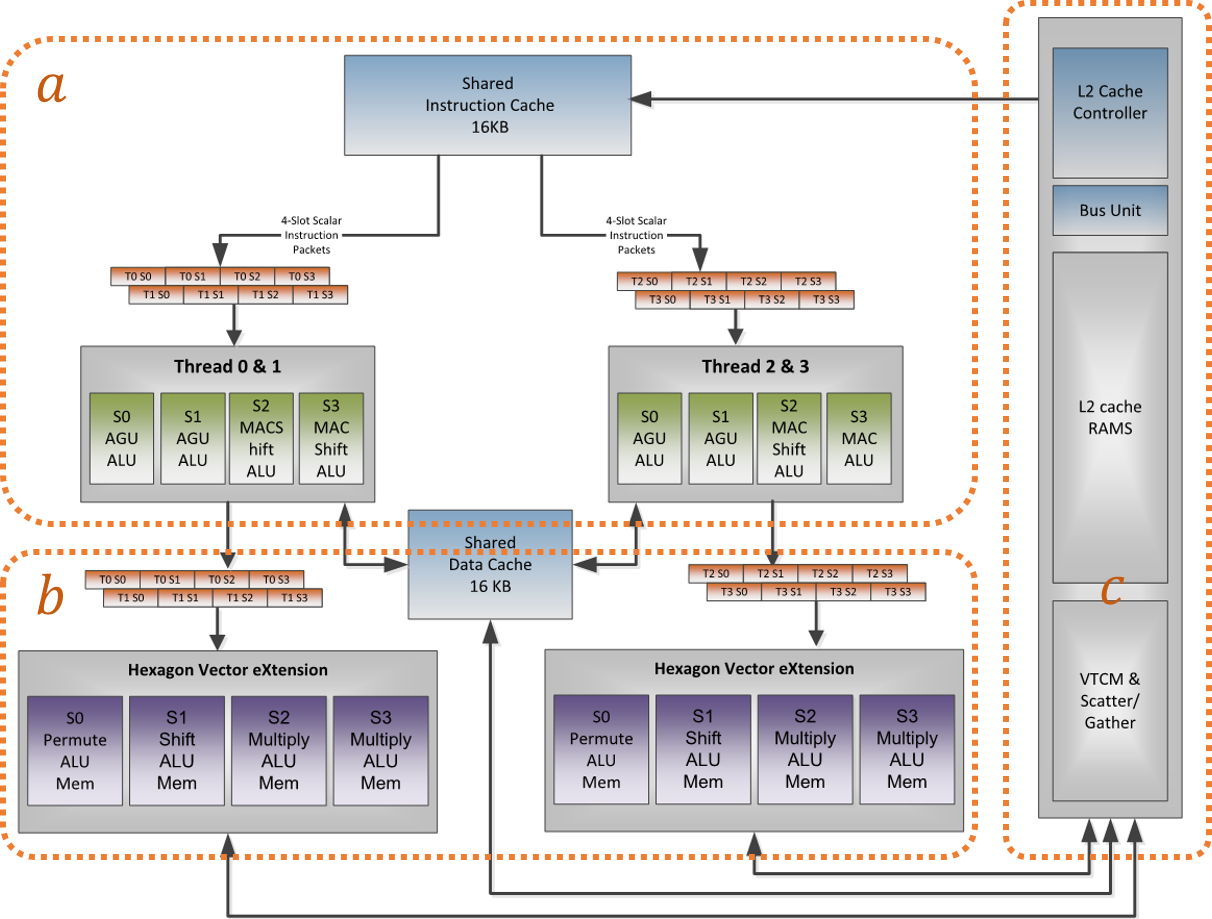 a
Shared
Instruction Cache
16KB
L2 Cache
Controller
Bus Unit
4-Slot Scalar
Instruction
Packets
4-Slot Scalar
Instruction
Packets
T0 S0 T0 S1 T0 S2 T0 S3
T1 S0 T1 S1 T1 S2 T1 S3
T2 S0 T2 S1 T2 S2 T2 S3
T3 S0 T3 S1 T3 S2 T3 S3
Thread 0 & 1
S0
AGU
ALU
S1
AGU
ALU
S2
MACS
hift
ALU
S3
MAC
Shift
ALU
Thread 2 & 3
S0
AGU
ALU
S1
AGU
ALU
S2
MAC
Shift
ALU
S3
MAC
ALU
L2 cache
RAMS
Shared
Data Cache
16 KB
b
T0 S0 T0 S1 T0 S2 T0 S3
T1 S0 T1 S1 T1 S2 T1 S3
T2 S0 T2 S1 T2 S2 T2 S3
T3 S0 T3 S1 T3 S2 T3 S3
c
Hexagon Vector eXtension
S0
Permute
ALU
Mem
S1
Shift
ALU
Mem
S2
Multiply
ALU
Mem
S3
Multiply
ALU
Mem
Hexagon Vector eXtension
S0
Permute
ALU
Mem
S1
Shift
ALU
Mem
S2
Multiply
ALU
Mem
S3
Multiply
ALU
Mem
VTCM &
Scatter/
Gather